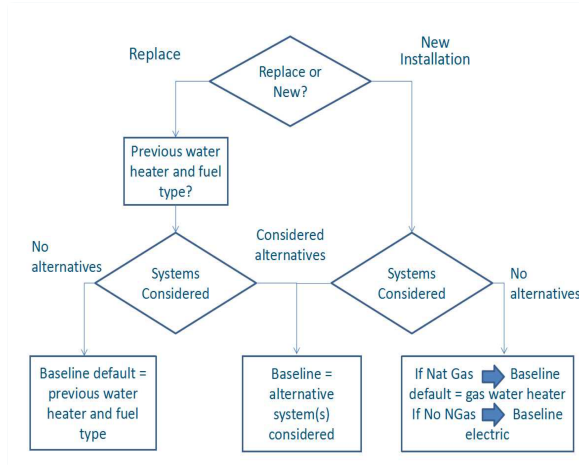 Replace
New
Installation
Replace or
New?
Previous water
heater and fuel
type?
No
alternatives
Systems
Considered
Considered
alternatives
Systems
Considered
No
alternatives
Baseline default =
previous water
heater and fuel
type
Baseline =
alternative
system(s)
considered
If Nat Gas Baseline
default = gas water heater
If No NGas Baseline
electric